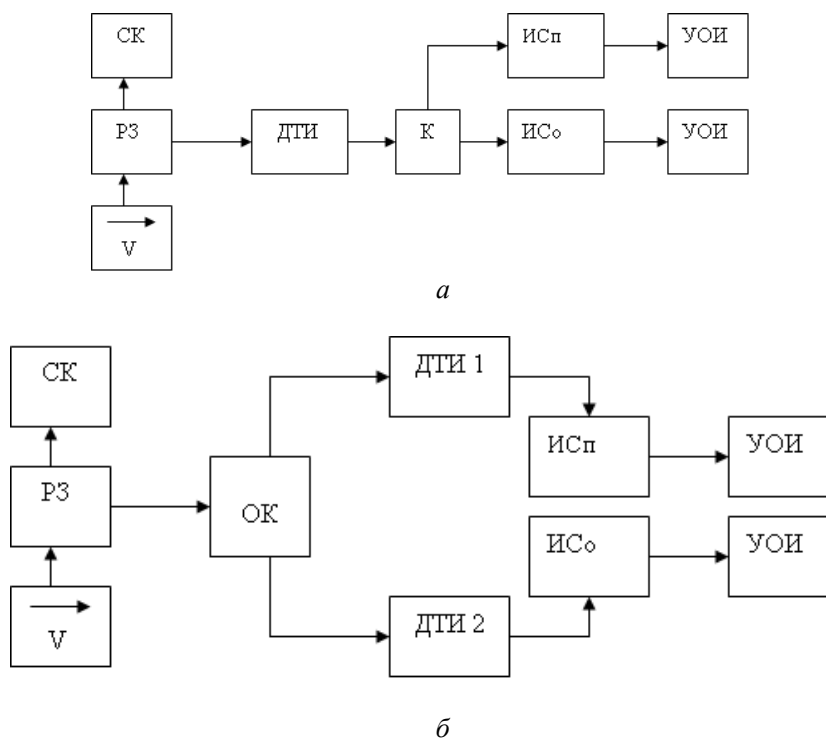 СК
ИСп
УОИ
РЗ
ДТИ
К
ИСо
УОИ
V
а
СК
ДТИ 1
ИСп
УОИ
РЗ
ОК
ИСо
УОИ
V
ДТИ 2
б